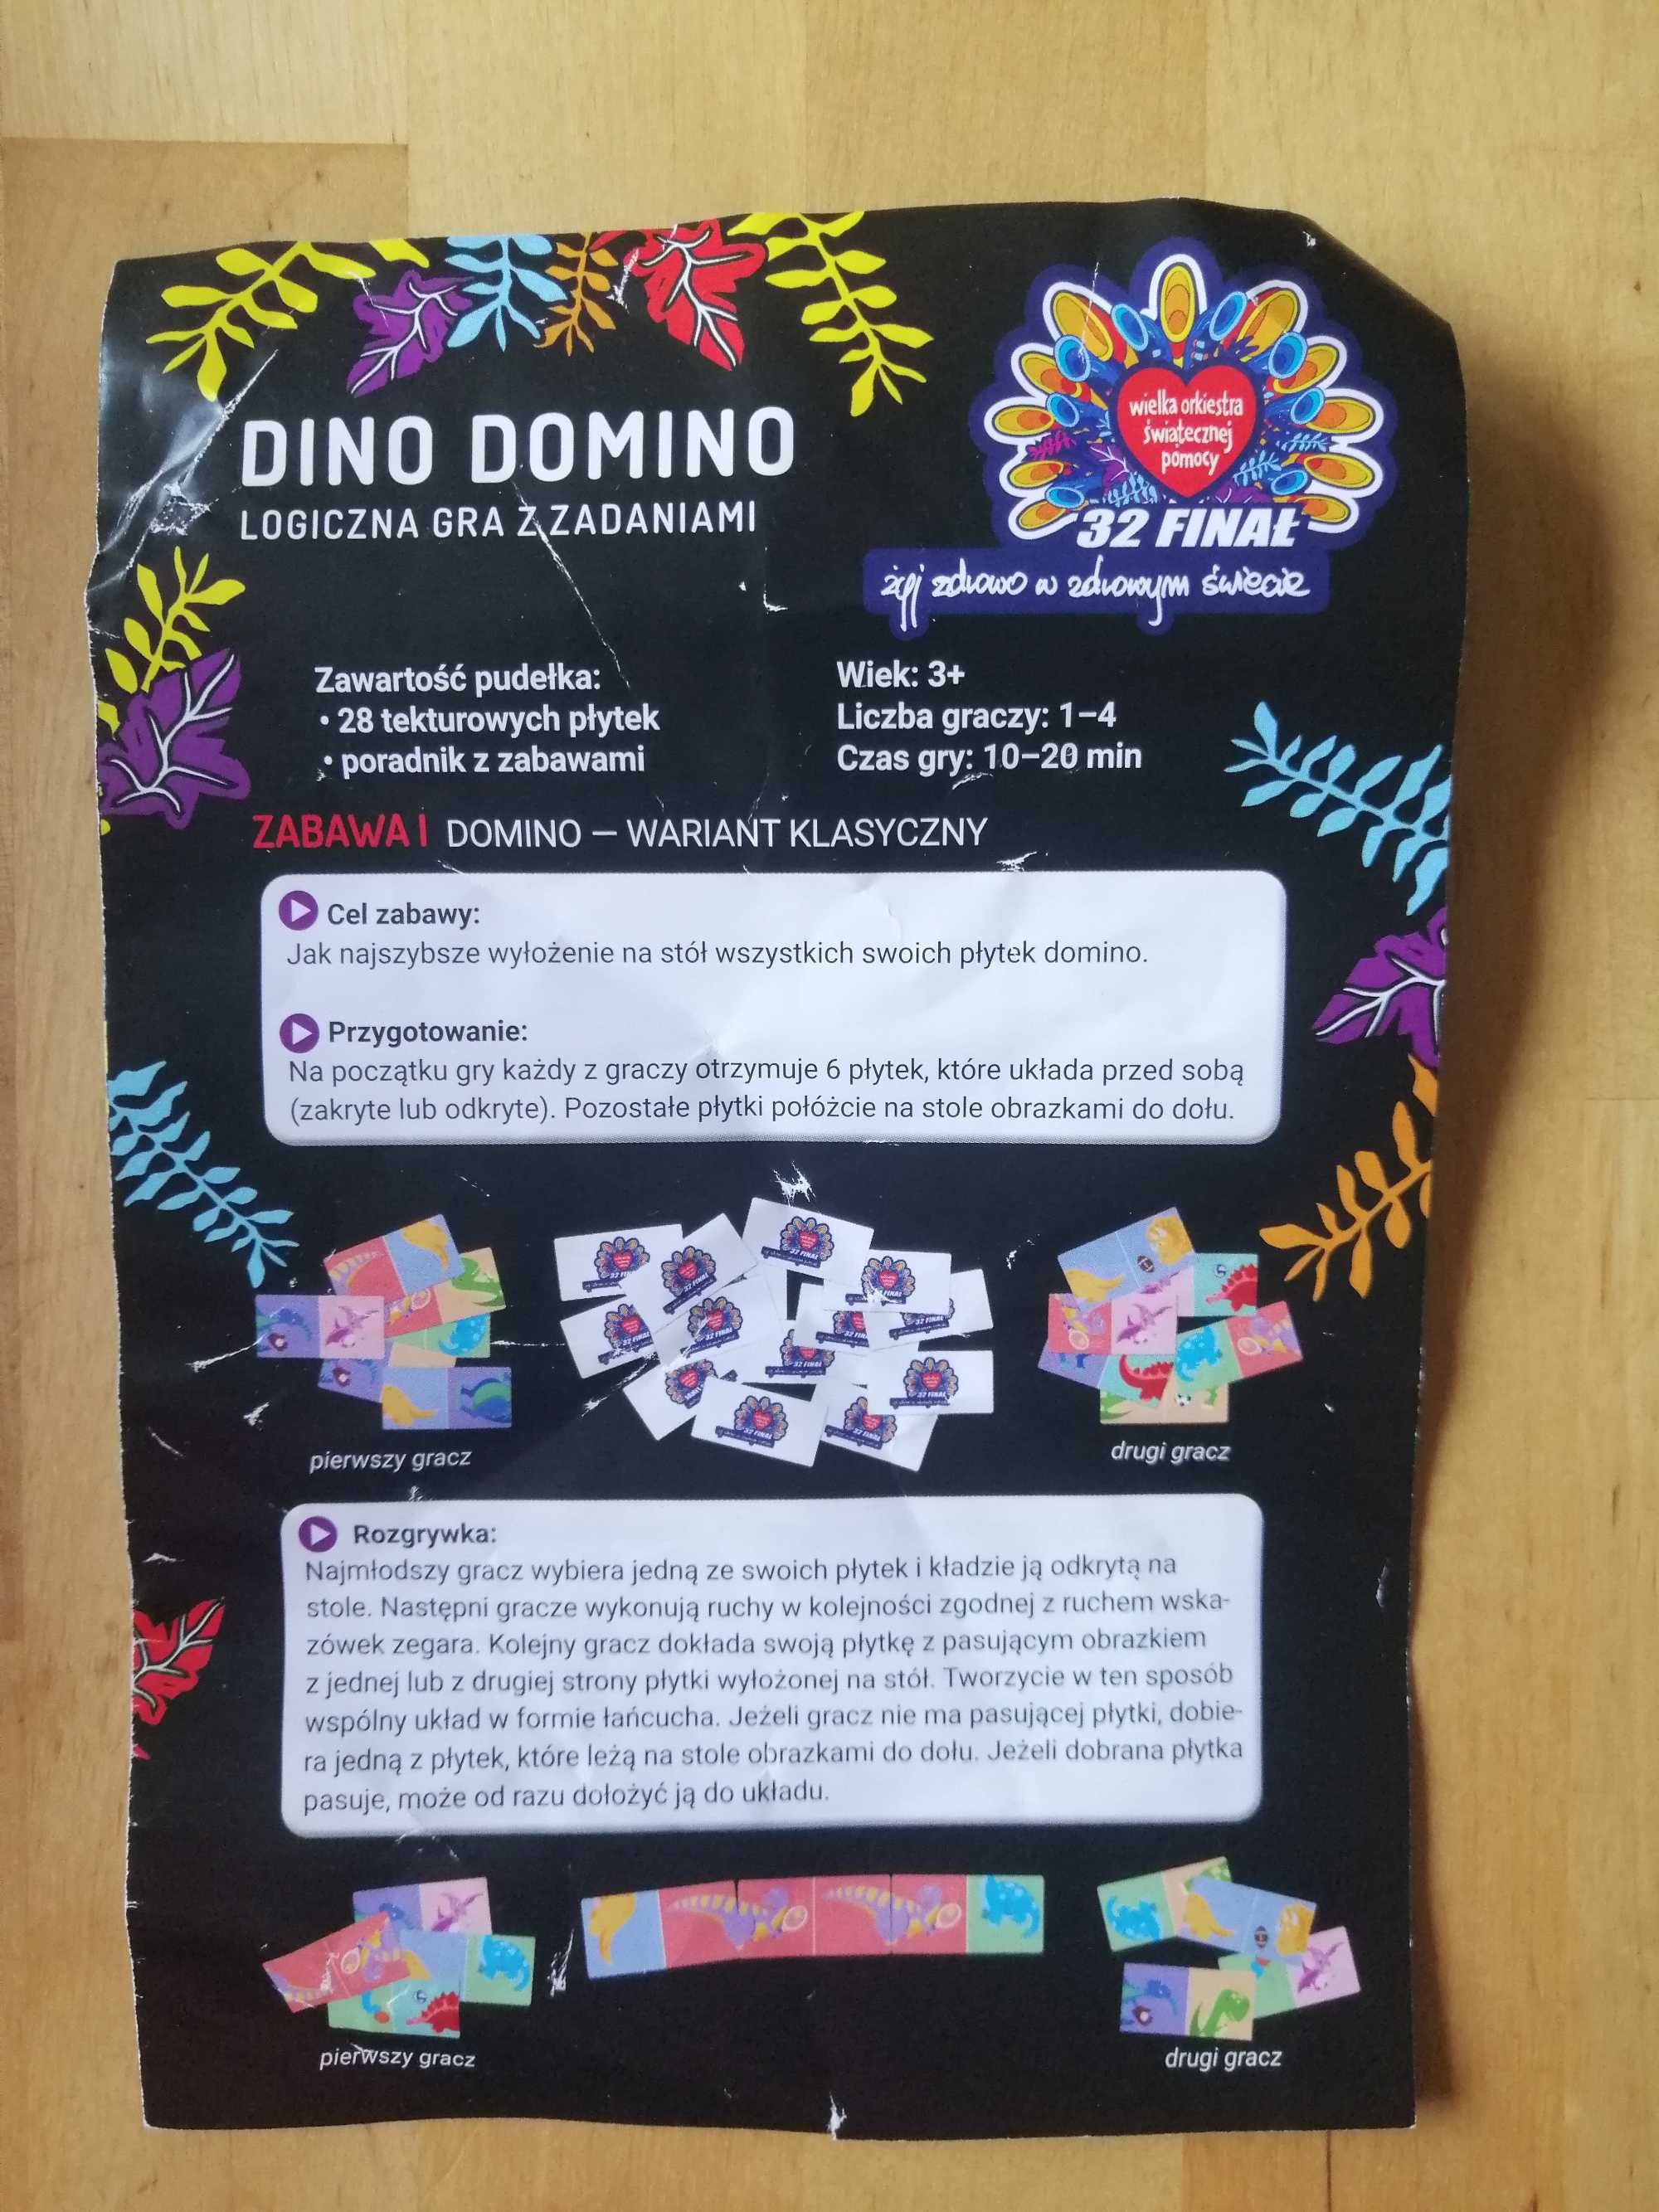 DINO DOMINO
LOGICZNA GRA Z ZADANIAMI
wielka orkiestra
świątecznej
pomocy
32 FINAŁ
żyj zdrowo w zdrowym świecie
Zawartość pudełka:
• 28 tekturowych płytek
• poradnik z zabawami
Wiek: 3+
Liczba graczy: 1–4
Czas gry: 10–20 min
ZABAWA I DOMINO – WARIANT KLASYCZNY
Cel zabawy:
Jak najszybsze wyłożenie na stół wszystkich swoich płytek domino.
Przygotowanie:
Na początku gry każdy z graczy otrzymuje 6 płytek, które układa przed sobą
(zakryte lub odkryte). Pozostałe płytki połóżcie na stole obrazkami do dołu.
pierwszy gracz
drugi gracz
Rozgrywka:
Najmłodszy gracz wybiera jedną ze swoich płytek i kładzie ją odkrytą na
stole. Następni gracze wykonują ruchy w kolejności zgodnej z ruchem wska-
zówek zegara. Kolejny gracz dokłada swoją płytkę z pasującym obrazkiem
z jednej lub z drugiej strony płytki wyłożonej na stół. Tworzycie w ten sposób
wspólny układ w formie łańcucha. Jeżeli gracz nie ma pasującej płytki, dobie-
ra jedną z płytek, które leżą na stole obrazkami do dołu. Jeżeli dobrana płytka
pasuje, może od razu dołożyć ją do układu.
pierwszy gracz
drugi gracz